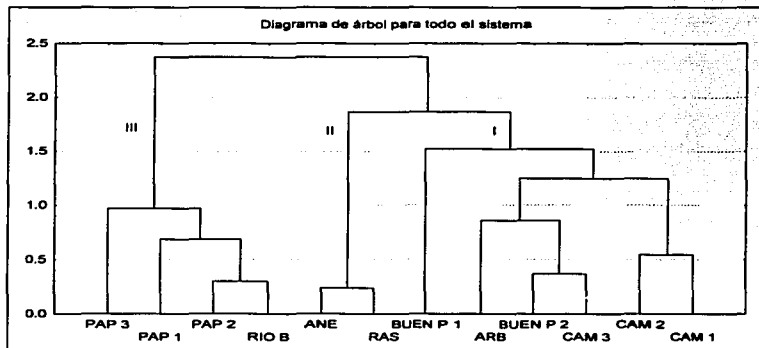 Diagrama de árbol para todo el sistema
2.5
2.0
III II I
1.5
1.0
0.5
0.0
PAP 3 PAP 2 ANE BUEN P 1 BUEN P 2 CAM 2
PAP 1 RIO B RAS ARB CAM 3 CAM 1